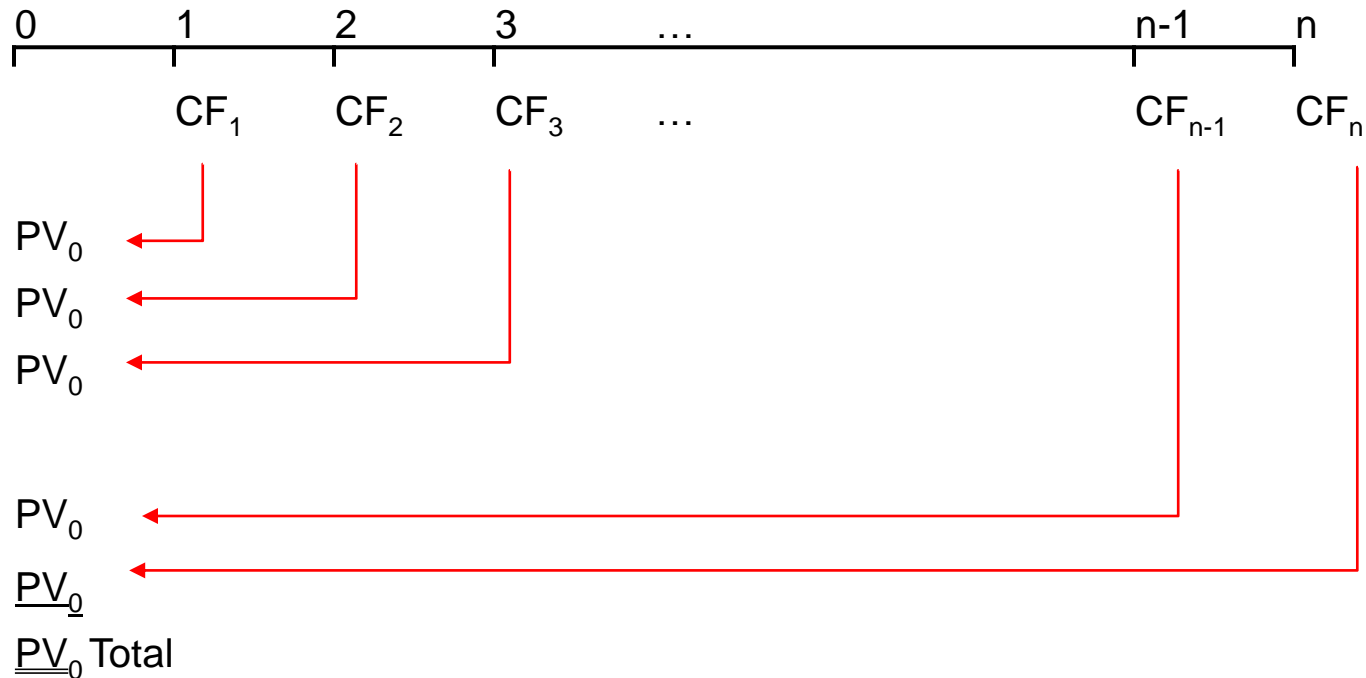 0 1 2 3 … n-1 n
CF₁ CF₂ CF₃ … CFₙ₋₁ CFₙ
PV₀
PV₀
PV₀
PV₀
PV₀
PV₀ Total